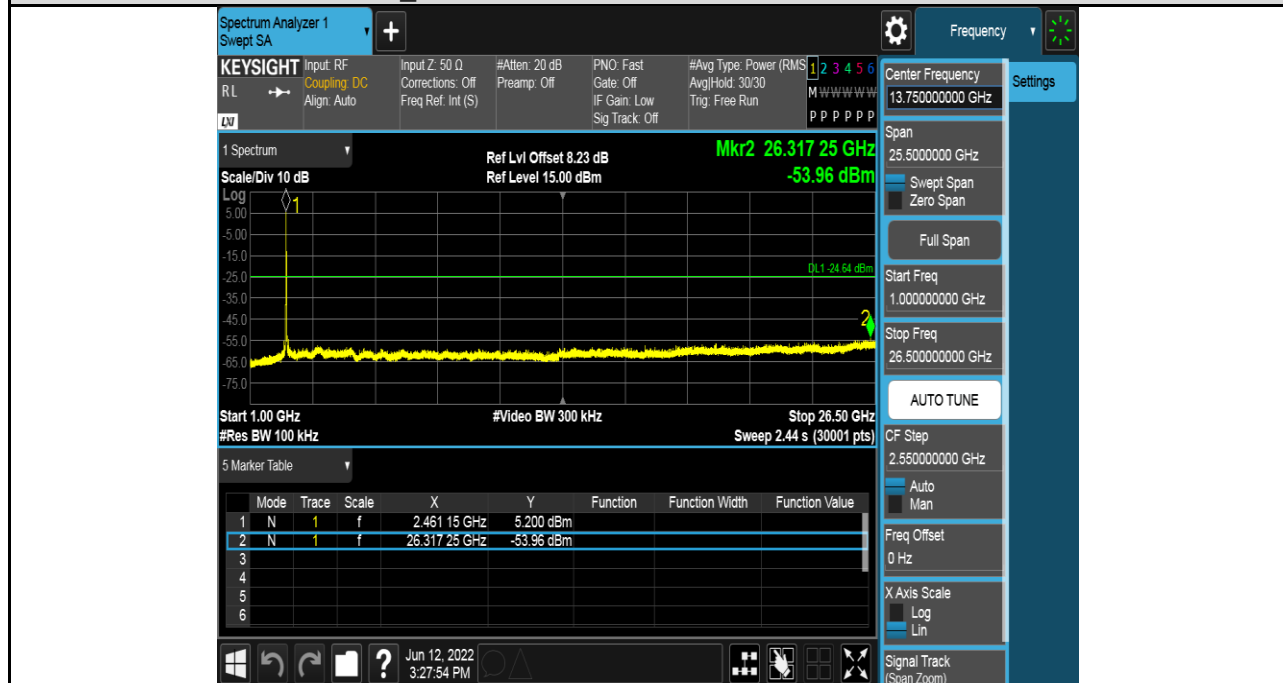 Spectrum Analyzer 1
Swept SA
+
Frequency
KEYSIGHT
RL
LXI
Input: RF
Coupling: DC
Align: Auto
Input Z: 50 Ω
Corrections: Off
Freq Ref: Int (S)
#Atten: 20 dB
Preamp: Off
PNO: Fast
Gate: Off
IF Gain: Low
Sig Track: Off
#Avg Type: Power (RMS
Avg|Hold: 30/30
Trig: Free Run
1 2 3 4 5 6
M W W W W W
P P P P P P
1 Spectrum
Scale/Div 10 dB
Ref Lvl Offset 8.23 dB
Ref Level 15.00 dBm
Mkr2 26.317 25 GHz
-53.96 dBm
Log
5.00
-5.00
-15.0
-25.0
-35.0
-45.0
-55.0
-65.0
-75.0
1
2
DL1 -24.64 dBm
Start 1.00 GHz
#Res BW 100 kHz
#Video BW 300 kHz
Stop 26.50 GHz
Sweep 2.44 s (30001 pts)
5 Marker Table
Mode Trace Scale X Y Function Function Width Function Value
1 N 1 f 2.461 15 GHz 5.200 dBm
2 N 1 f 26.317 25 GHz -53.96 dBm
3
4
5
6
?
Jun 12, 2022
3:27:54 PM
Center Frequency
13.750000000 GHz
Settings
Span
25.5000000 GHz
Swept Span
Zero Span
Full Span
Start Freq
1.000000000 GHz
Stop Freq
26.500000000 GHz
AUTO TUNE
CF Step
2.550000000 GHz
Auto
Man
Freq Offset
0 Hz
X Axis Scale
Log
Lin
Signal Track
(Span Zoom)